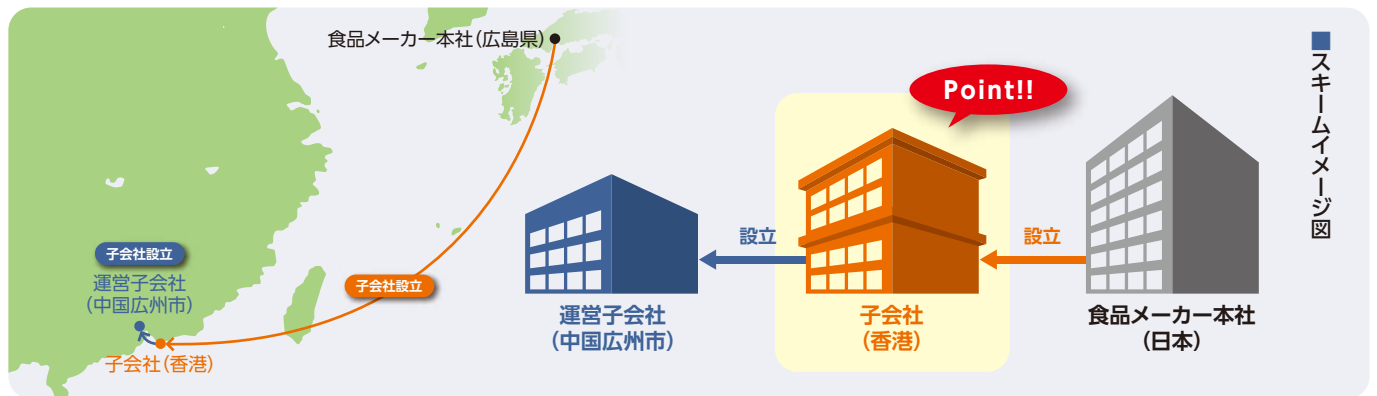 ■スキームイメージ図
食品メーカー本社(広島県)
子会社設立
運営子会社
(中国広州市)
子会社設立
子会社(香港)
Point!!
設立
設立
運営子会社
(中国広州市)
子会社
(香港)
食品メーカー本社
(日本)